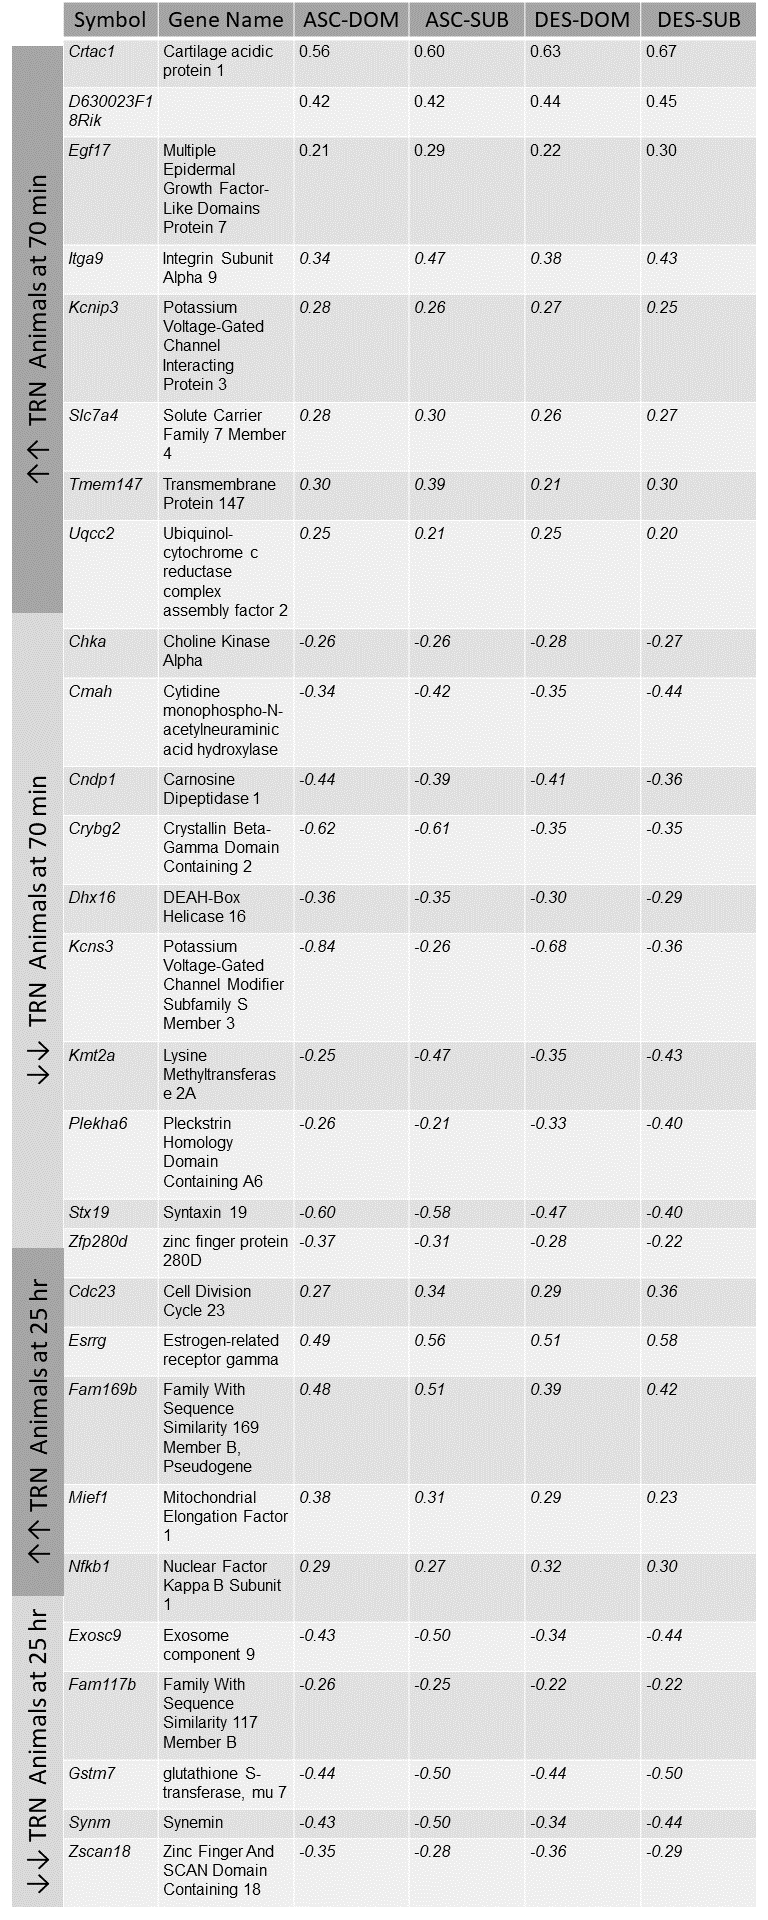 Symbol Gene Name ASC-DOM ASC-SUB DES-DOM DES-SUB
↑↑ TRN Animals at 70 min
Crtac1 Cartilage acidic 0.56 0.60 0.63 0.67
protein 1
D630023F1 0.42 0.42 0.44 0.45
8Rik
Egf17 Multiple 0.21 0.29 0.22 0.30
Epidermal
Growth Factor-
Like Domains
Protein 7
Itga9 Integrin Subunit 0.34 0.47 0.38 0.43
Alpha 9
Kcnip3 Potassium 0.28 0.26 0.27 0.25
Voltage-Gated
Channel
Interacting
Protein 3
Slc7a4 Solute Carrier 0.28 0.30 0.26 0.27
Family 7 Member
4
Tmem147 Transmembrane 0.30 0.39 0.21 0.30
Protein 147
Uqcc2 Ubiquinol- 0.25 0.21 0.25 0.20
cytochrome c
reductase
complex
assembly factor 2
↓↓ TRN Animals at 70 min
Chka Choline Kinase -0.26 -0.26 -0.28 -0.27
Alpha
Cmah Cytidine -0.34 -0.42 -0.35 -0.44
monophospho-N-
acetylneuraminic
acid hydroxylase
Cndp1 Carnosine -0.44 -0.39 -0.41 -0.36
Dipeptidase 1
Crybg2 Crystallin Beta- -0.62 -0.61 -0.35 -0.35
Gamma Domain
Containing 2
Dhx16 DEAH-Box -0.36 -0.35 -0.30 -0.29
Helicase 16
Kcns3 Potassium -0.84 -0.26 -0.68 -0.36
Voltage-Gated
Channel Modifier
Subfamily S
Member 3
Kmt2a Lysine -0.25 -0.47 -0.35 -0.43
Methyltransferas
e 2A
Plekha6 Pleckstrin -0.26 -0.21 -0.33 -0.40
Homology
Domain
Containing A6
Stx19 Syntaxin 19 -0.60 -0.58 -0.47 -0.40
Zfp280d zinc finger protein -0.37 -0.31 -0.28 -0.22
280D
↑↑ TRN Animals at 25 hr
Cdc23 Cell Division 0.27 0.34 0.29 0.36
Cycle 23
Esrrg Estrogen-related 0.49 0.56 0.51 0.58
receptor gamma
Fam169b Family With 0.48 0.51 0.39 0.42
Sequence
Similarity 169
Member B,
Pseudogene
Mief1 Mitochondrial 0.38 0.31 0.29 0.23
Elongation Factor
1
Nfkb1 Nuclear Factor 0.29 0.27 0.32 0.30
Kappa B Subunit
1
↓↓ TRN Animals at 25 hr
Exosc9 Exosome -0.43 -0.50 -0.34 -0.44
component 9
Fam117b Family With -0.26 -0.25 -0.22 -0.22
Sequence
Similarity 117
Member B
Gstm7 glutathione S- -0.44 -0.50 -0.44 -0.50
transferase, mu 7
Synm Synemin -0.43 -0.50 -0.34 -0.44
Zscan18 Zinc Finger And -0.35 -0.28 -0.36 -0.29
SCAN Domain
Containing 18